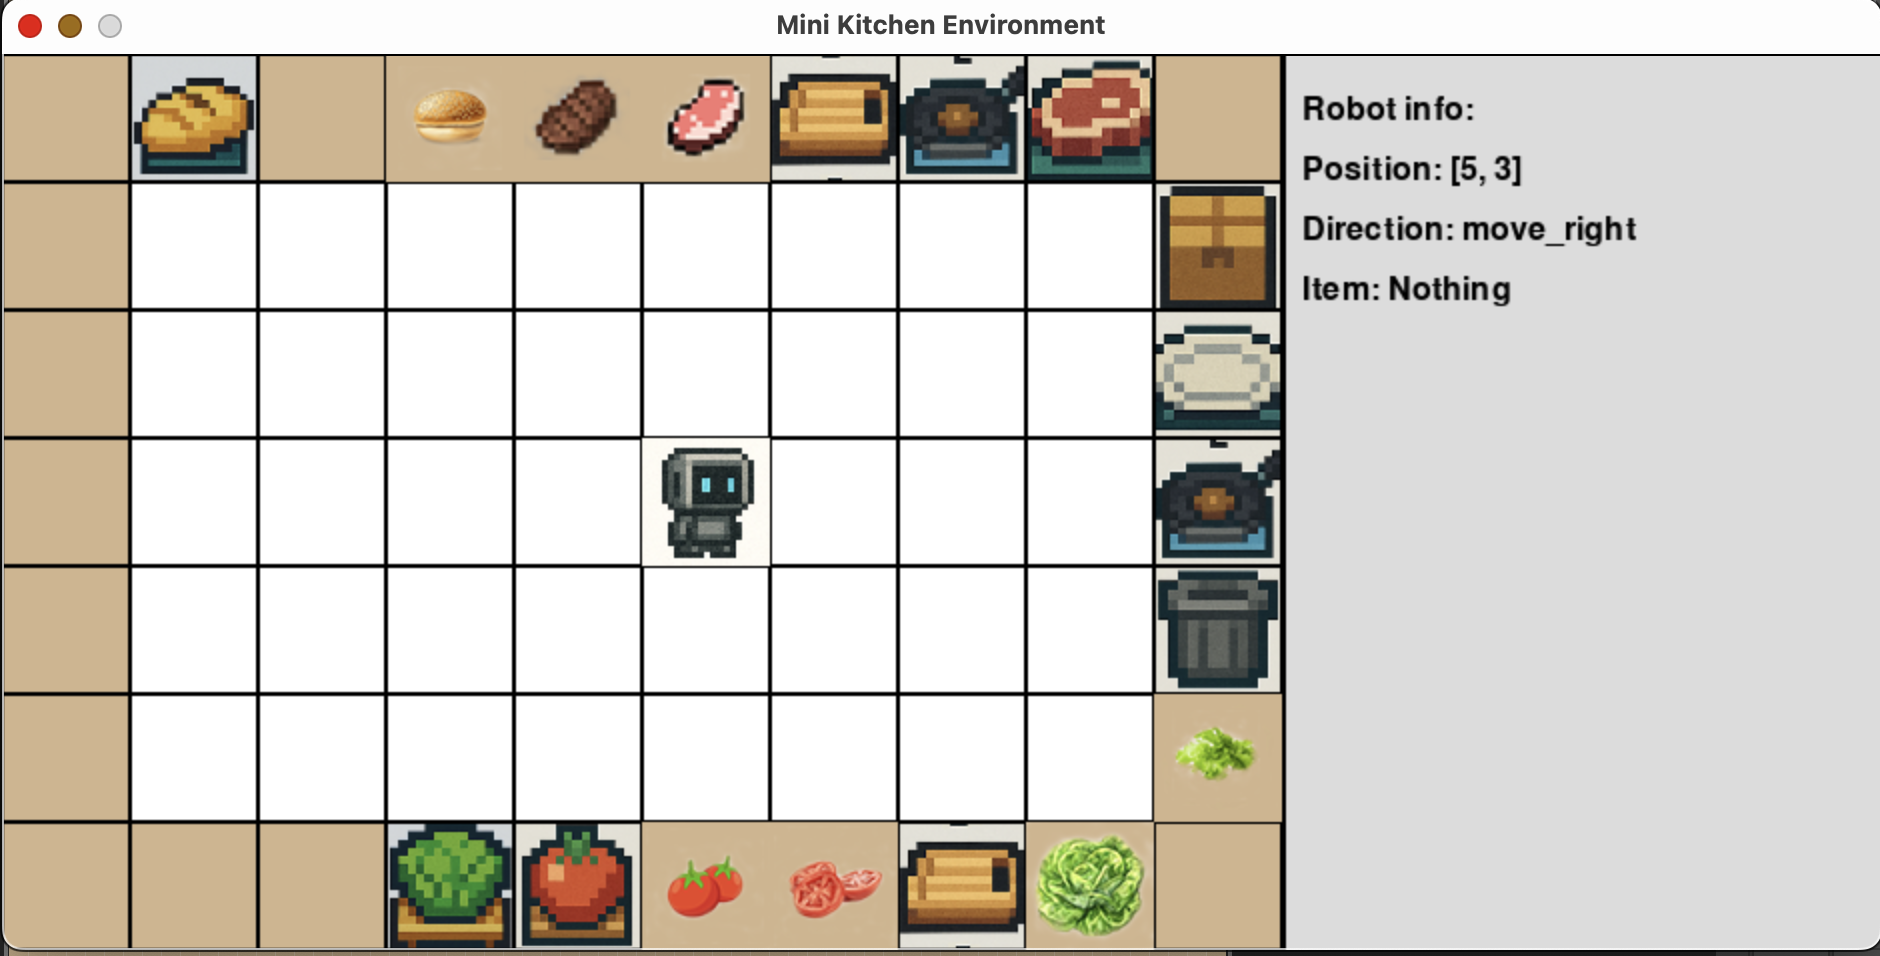 Mini Kitchen Environment
Robot info:
Position: [5, 3]
Direction: move_right
Item: Nothing